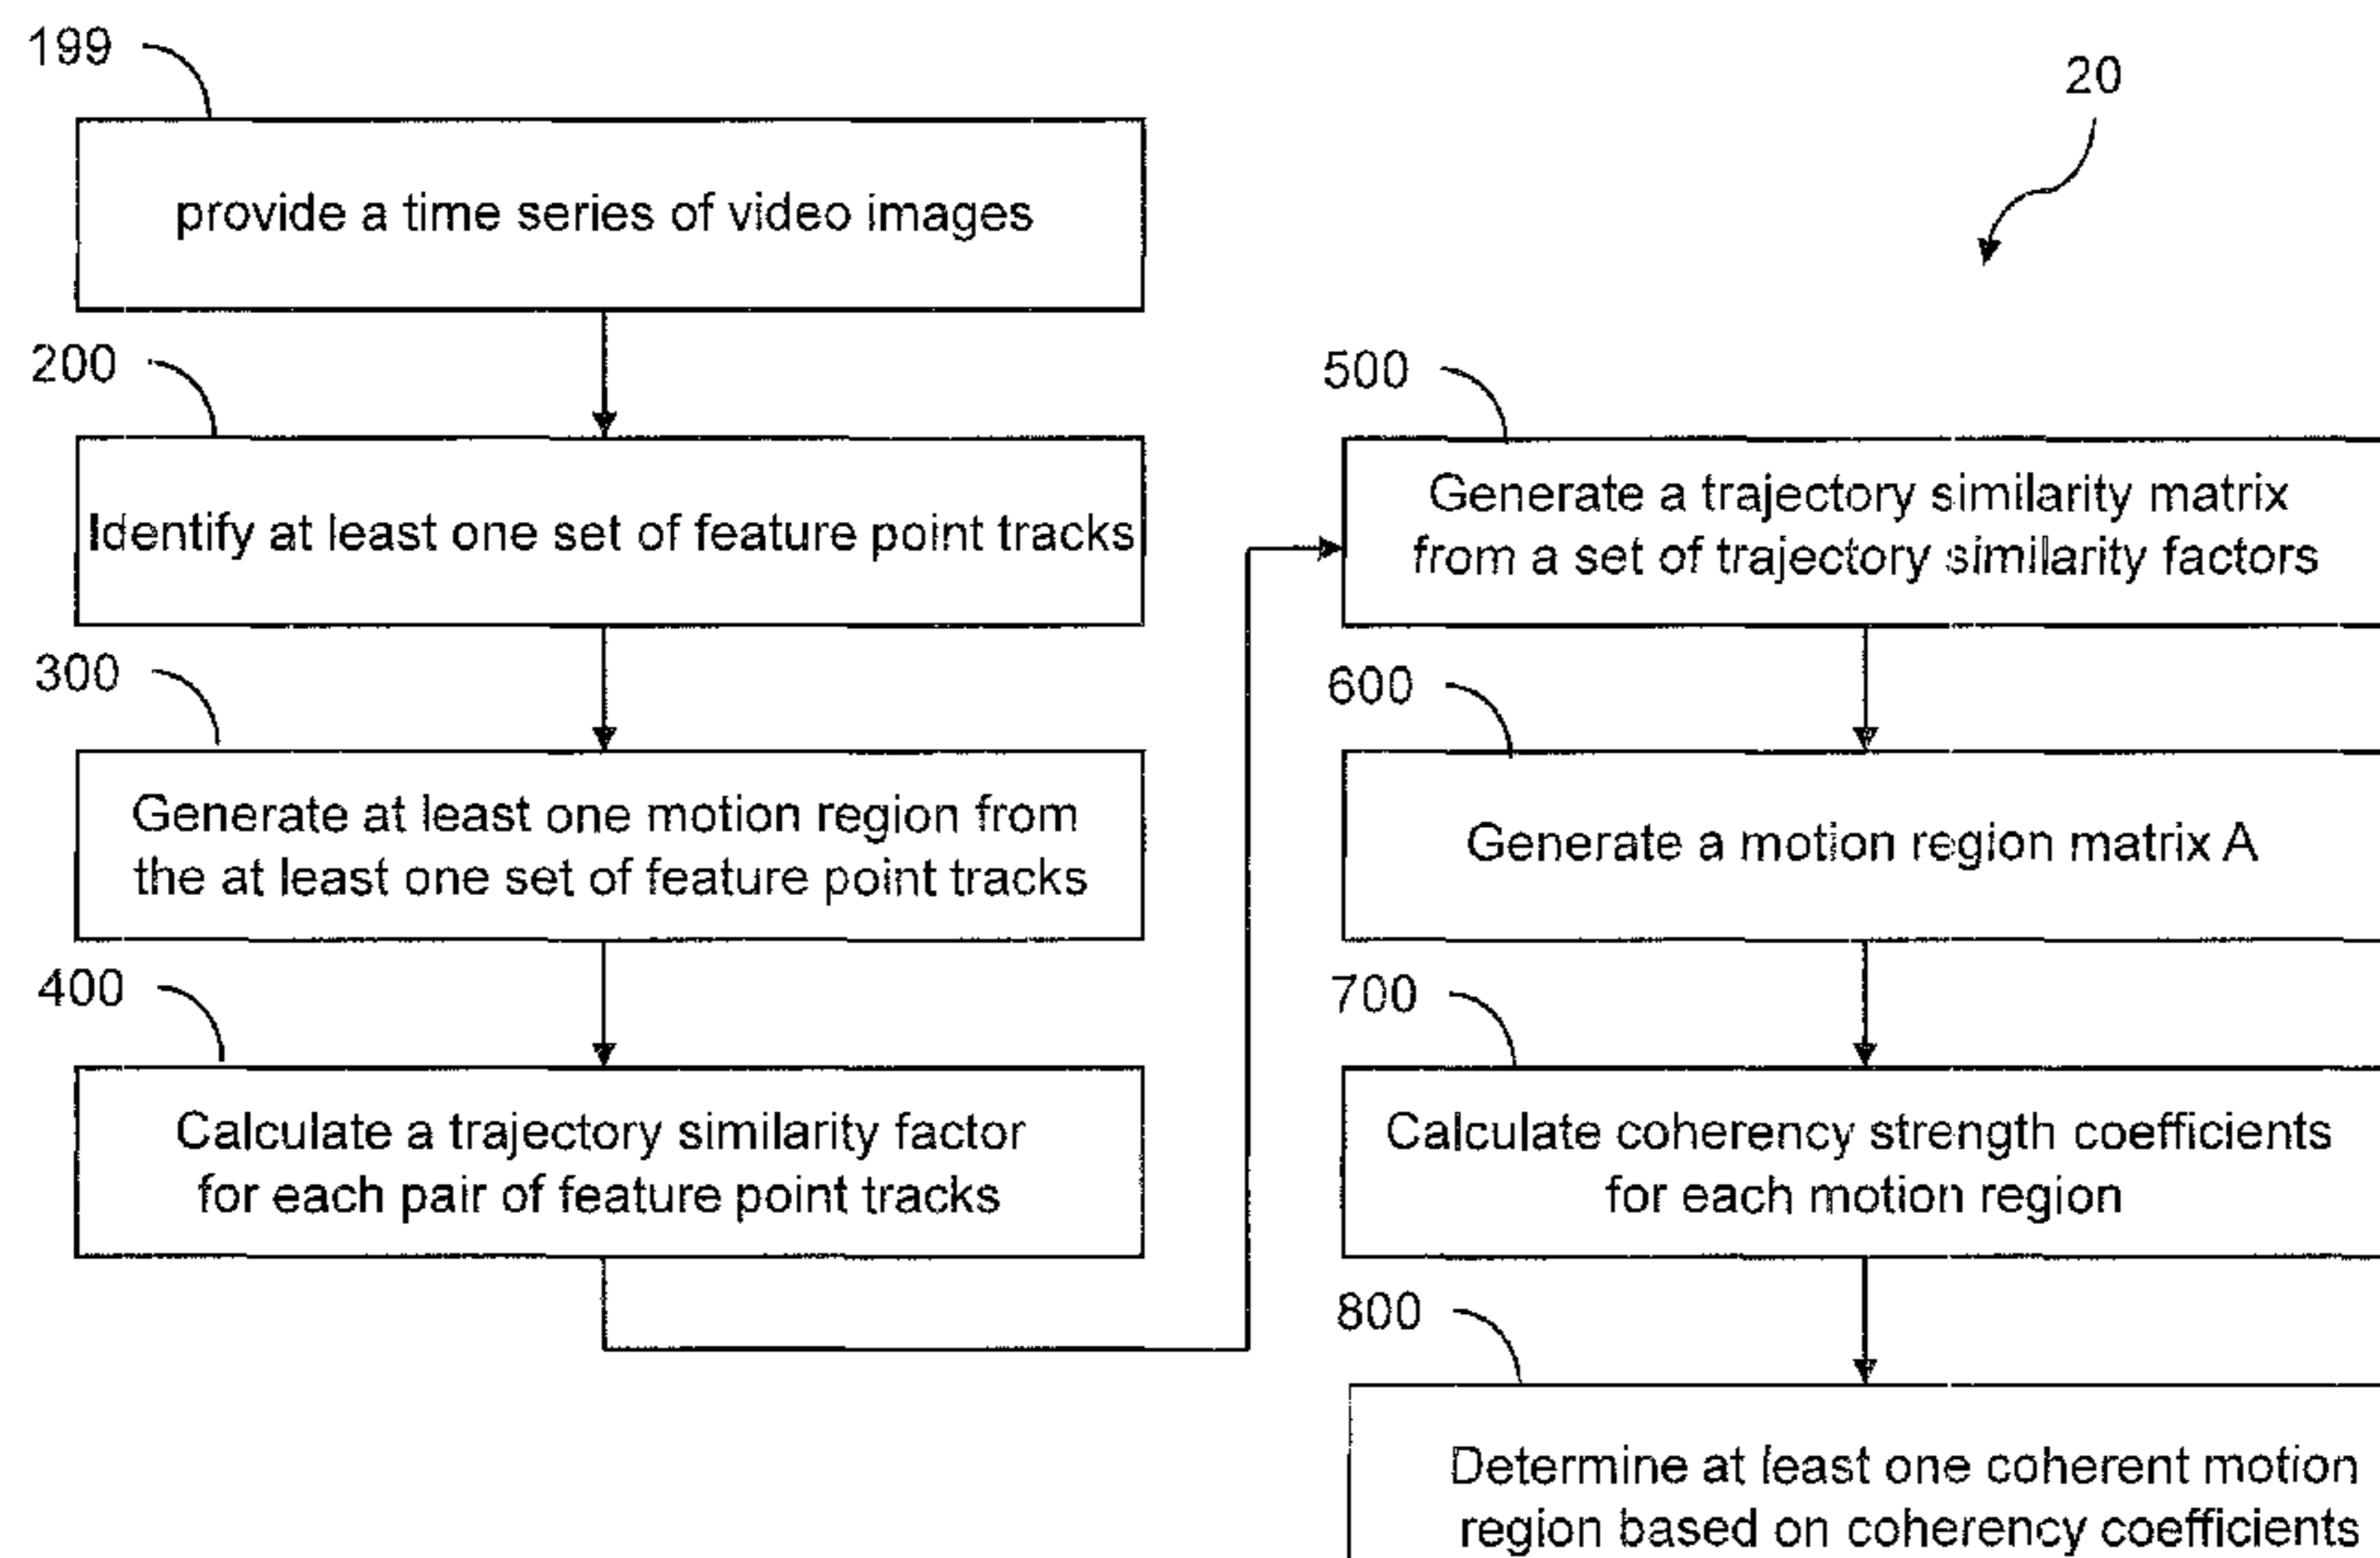 199
provide a time series of video images
200
Identify at least one set of feature point tracks
300
Generate at least one motion region from
the at least one set of feature point tracks
400
Calculate a trajectory similarity factor
for each pair of feature point tracks
20
500
Generate a trajectory similarity matrix
from a set of trajectory similarity factors
600
Generate a motion region matrix A
700
Calculate coherency strength coefficients
for each motion region
800
Determine at least one coherent motion
region based on coherency coefficients